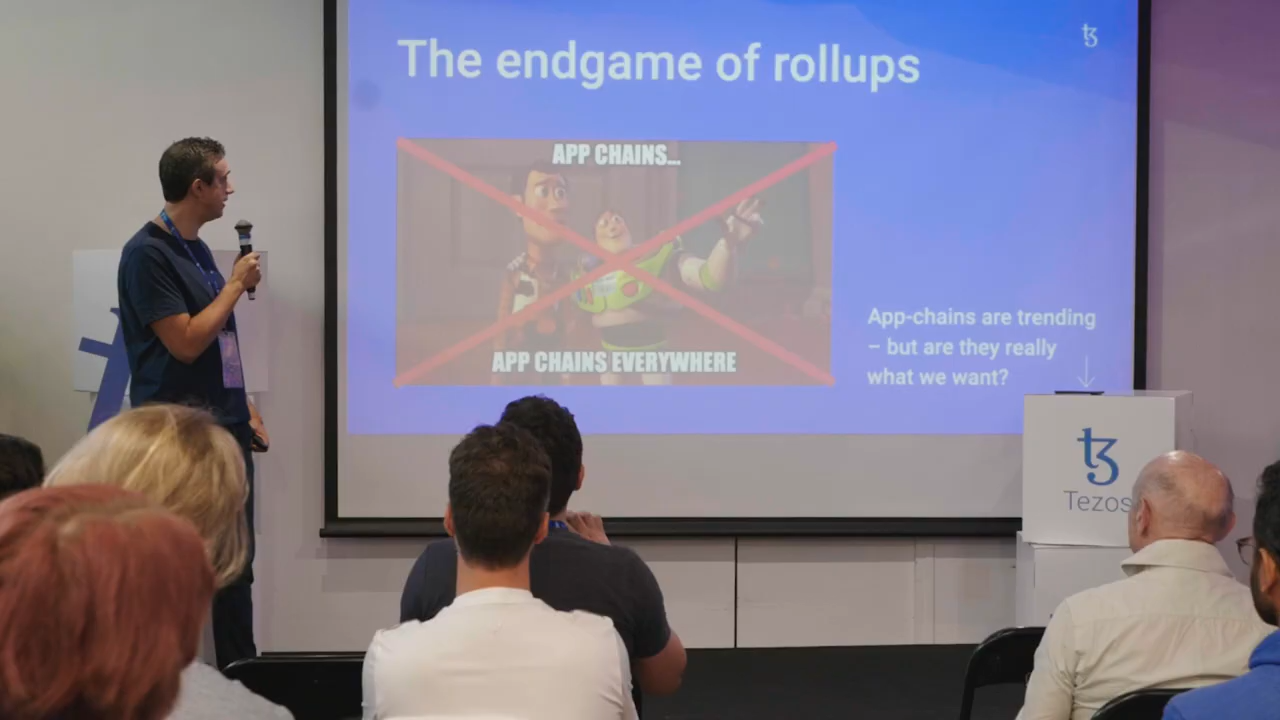 The endgame of rollups
APP CHAINS...
APP CHAINS EVERYWHERE
App-chains are trending
– but are they really
what we want?
Tezos